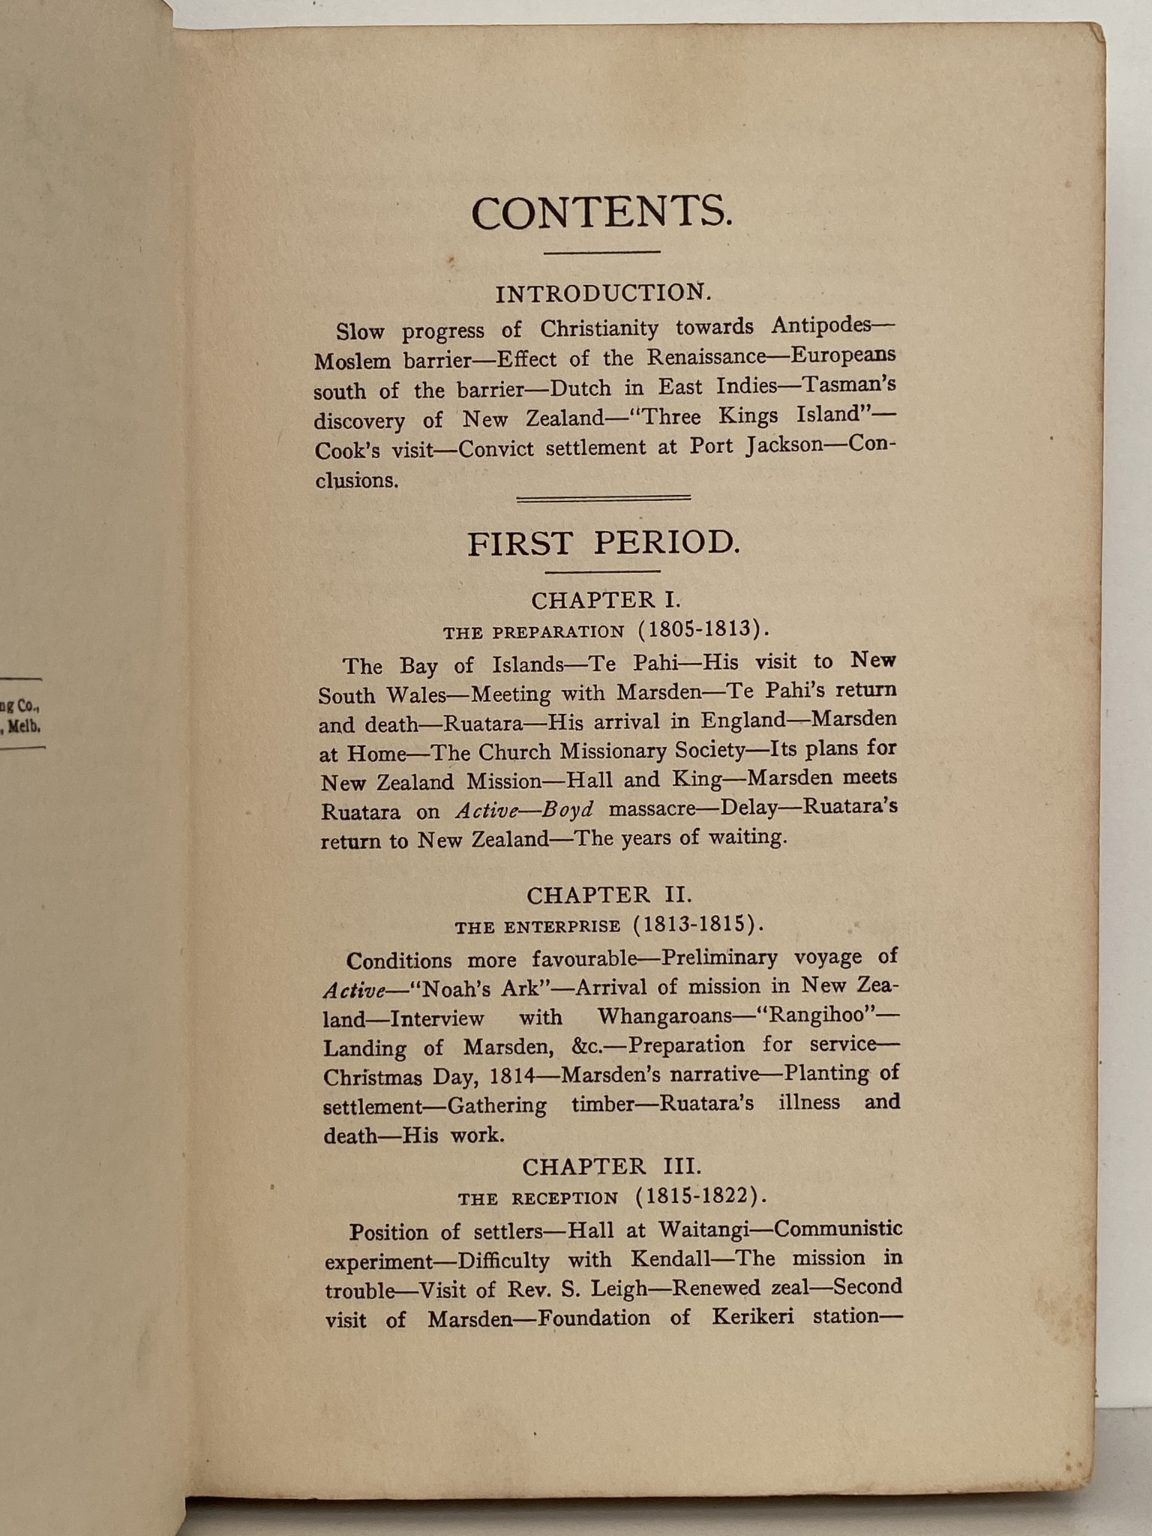 ng Co.,
, Melb.
CONTENTS.
INTRODUCTION.
Slow progress of Christianity towards Antipodes—
Moslem barrier—Effect of the Renaissance—Europeans
south of the barrier—Dutch in East Indies—Tasman's
discovery of New Zealand—"Three Kings Island"—
Cook's visit—Convict settlement at Port Jackson—Con-
clusions.
FIRST PERIOD.
CHAPTER I.
THE PREPARATION (1805-1813).
The Bay of Islands—Te Pahi—His visit to New
South Wales—Meeting with Marsden—Te Pahi's return
and death—Ruatara—His arrival in England—Marsden
at Home—The Church Missionary Society—Its plans for
New Zealand Mission—Hall and King—Marsden meets
Ruatara on Active—Boyd massacre—Delay—Ruatara's
return to New Zealand—The years of waiting.
CHAPTER II.
THE ENTERPRISE (1813-1815).
Conditions more favourable—Preliminary voyage of
Active—"Noah's Ark"—Arrival of mission in New Zea-
land—Interview with Whangaroans—"Rangihoo"—
Landing of Marsden, &c.—Preparation for service—
Christmas Day, 1814—Marsden's narrative—Planting of
settlement—Gathering timber—Ruatara's illness and
death—His work.
CHAPTER III.
THE RECEPTION (1815-1822).
Position of settlers—Hall at Waitangi—Communistic
experiment—Difficulty with Kendall—The mission in
trouble—Visit of Rev. S. Leigh—Renewed zeal—Second
visit of Marsden—Foundation of Kerikeri station—